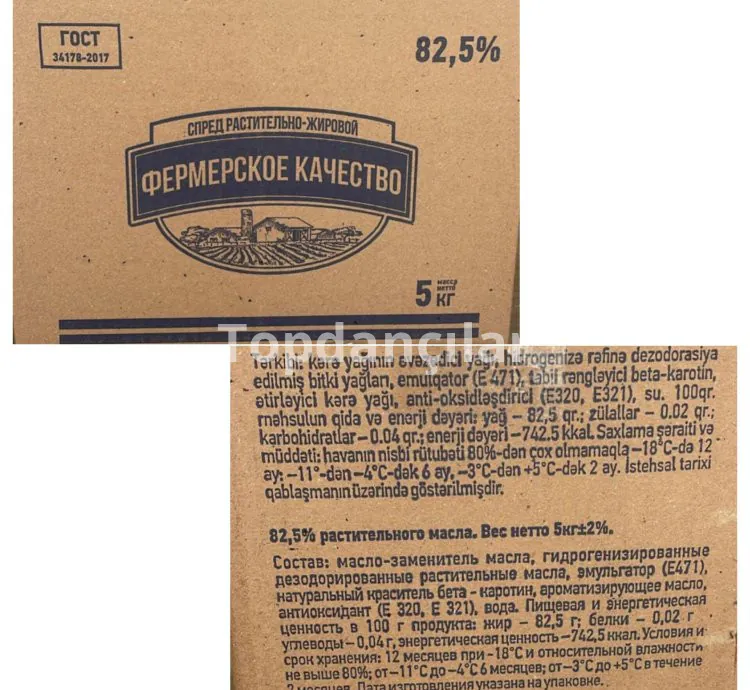 ГОСТ
34178-2017
82,5%
СПРЕД РАСТИТЕЛЬНО-ЖИРОВОЙ
ФЕРМЕРСКОЕ КАЧЕСТВО
5 масса нетто кг
Topdançılar
Tərkibi: kərə yağının əvəzedici yağı, hidrogenizə rafinə dezodorasiya
edilmiş bitki yağları, emulqator (E 471), təbii rəngləyici beta-karotin,
ətirləyici kərə yağı, anti-oksidləşdirici (E320, E321), su. 100qr.
məhsulun qida və enerji dəyəri: yağ – 82,5 qr.; zülallar – 0.02 qr.;
karbohidratlar – 0.04 qr.; enerji dəyəri –742.5 kkal. Saxlama şəraiti və
müddəti: havanın nisbi rütubəti 80%-dən çox olmamaqla –18°C-də 12
ay: –11°-dən –4°C-dək 6 ay, –3°C-dən +5°C-dək 2 ay. İstehsal tarixi
qablaşmanın üzərində göstərilmişdir.
82,5% растительного масла. Вес нетто 5кг±2%.
Состав: масло-заменитель масла, гидрогенизированные
дезодорированные растительные масла, эмульгатор (Е471),
натуральный краситель бета - каротин, ароматизирующее масло,
антиоксидант (Е 320, Е 321), вода. Пищевая и энергетическая
ценность в 100 г продукта: жир – 82,5 г; белки – 0,02 г
углеводы – 0,04 г, энергетическая ценность –742,5 ккал. Условия и
срок хранения: 12 месяцев при -18°С и относительной влажности
не выше 80%; от –11°С до –4°С 6 месяцев; от –3°С до +5°С в течение
2 месяцев. Дата изготовления указана на упаковке.